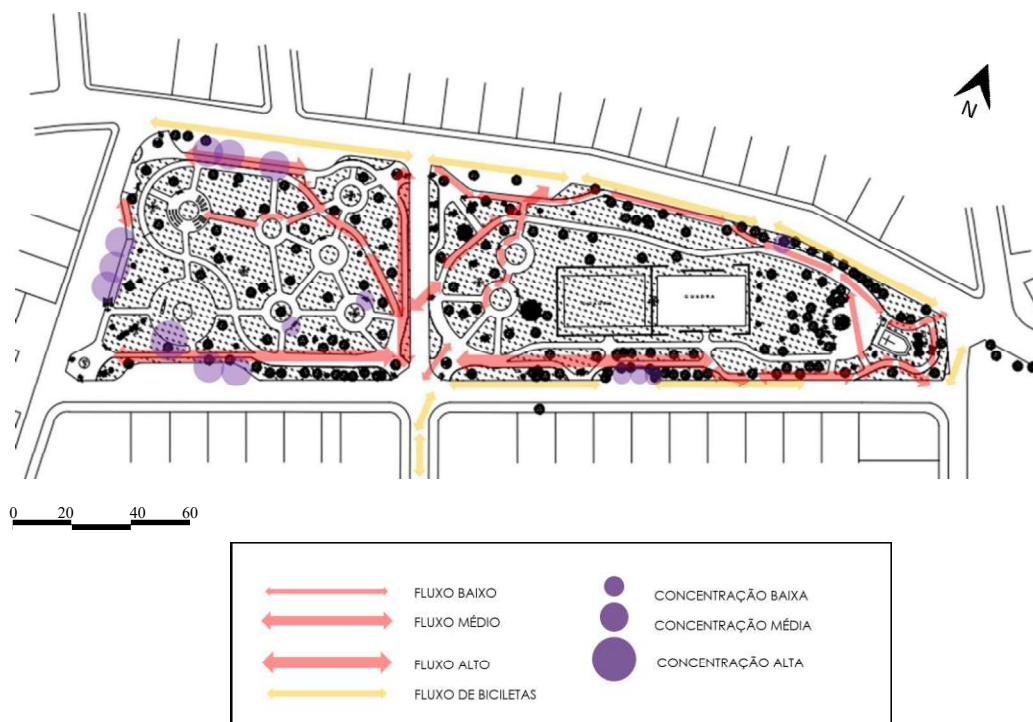 N
QUADRA
0 20 40 60
FLUXO BAIXO
FLUXO MÉDIO
FLUXO ALTO
FLUXO DE BICILETAS
CONCENTRAÇÃO BAIXA
CONCENTRAÇÃO MÉDIA
CONCENTRAÇÃO ALTA